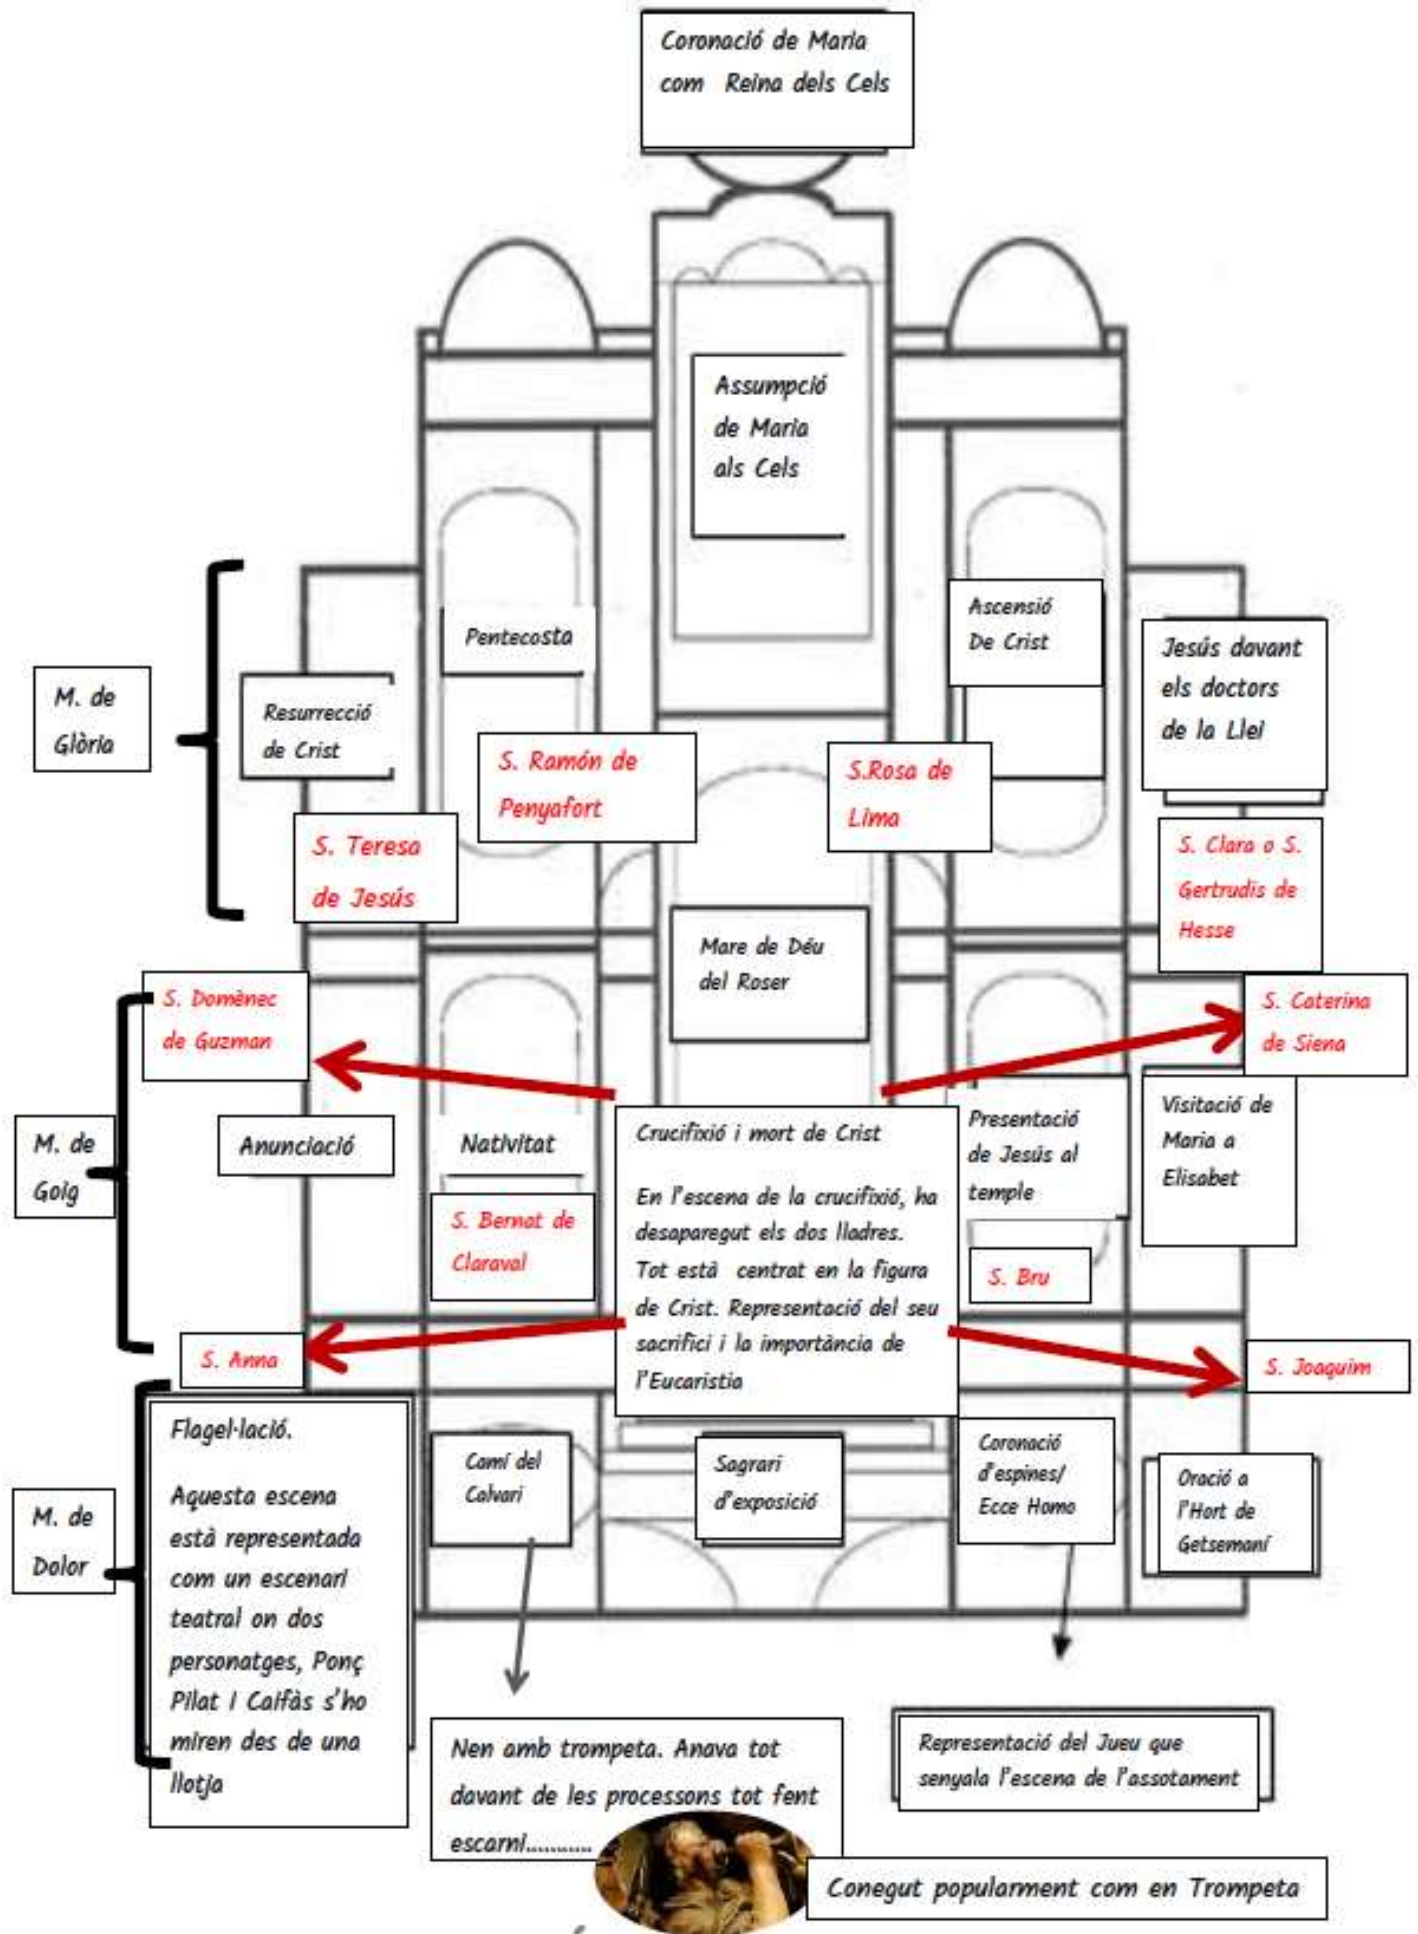 Coronació de Maria
com Reina dels Cels
Assumpció
de Maria
als Cels
Pentecosta
Ascensió
De Crist
Jesús davant
els doctors
de la Llei
M. de
Glòria
Resurrecció
de Crist
S. Ramón de
Penyafort
S.Rosa de
Lima
S. Teresa
de Jesús
S. Clara o S.
Gertrudis de
Hesse
Mare de Déu
del Roser
S. Domènec
de Guzman
S. Caterina
de Siena
M. de
Goig
Anunciació
Nativitat
S. Bernat de
Claraval
Crucifixió i mort de Crist
En l'escena de la crucifixió, ha
desaparegut els dos lladres.
Tot està centrat en la figura
de Crist. Representació del seu
sacrifici i la importància de
l'Eucaristia
Presentació
de Jesús al
temple
Visitació de
Maria a
Elisabet
S. Bru
S. Anna
S. Joaquim
M. de
Dolor
Flagel·lació.
Aquesta escena
està representada
com un escenari
teatral on dos
personatges, Ponç
Pilat i Caifàs s'ho
miren des de una
llotja
Camí del
Calvari
Sagrari
d'exposició
Coronació
d'espines/
Ecce Homo
Oració a
l'Hort de
Getsemaní
Nen amb trompeta. Anava tot
davant de les processons tot fent
escarni...........
Representació del Jueu que
senyala l'escena de l'assotament
Conegut popularment com en Trompeta